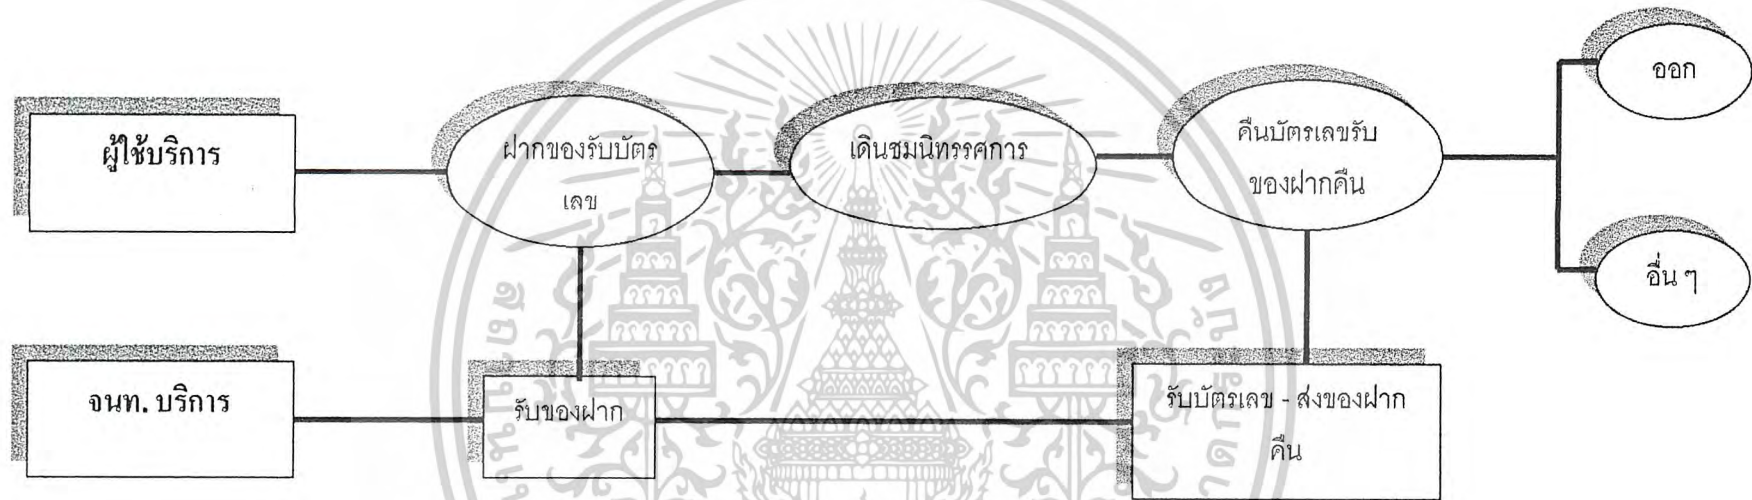 ออก
ผู้ใช้บริการ
ฝากของรับบัตร
เลข
เดินชมนิทรรศการ
คืนบัตรเลขรับ
ของฝากคืน
อื่น ๆ
จนท. บริการ
รับของฝาก
รับบัตรเลข - ส่งของฝาก
คืน